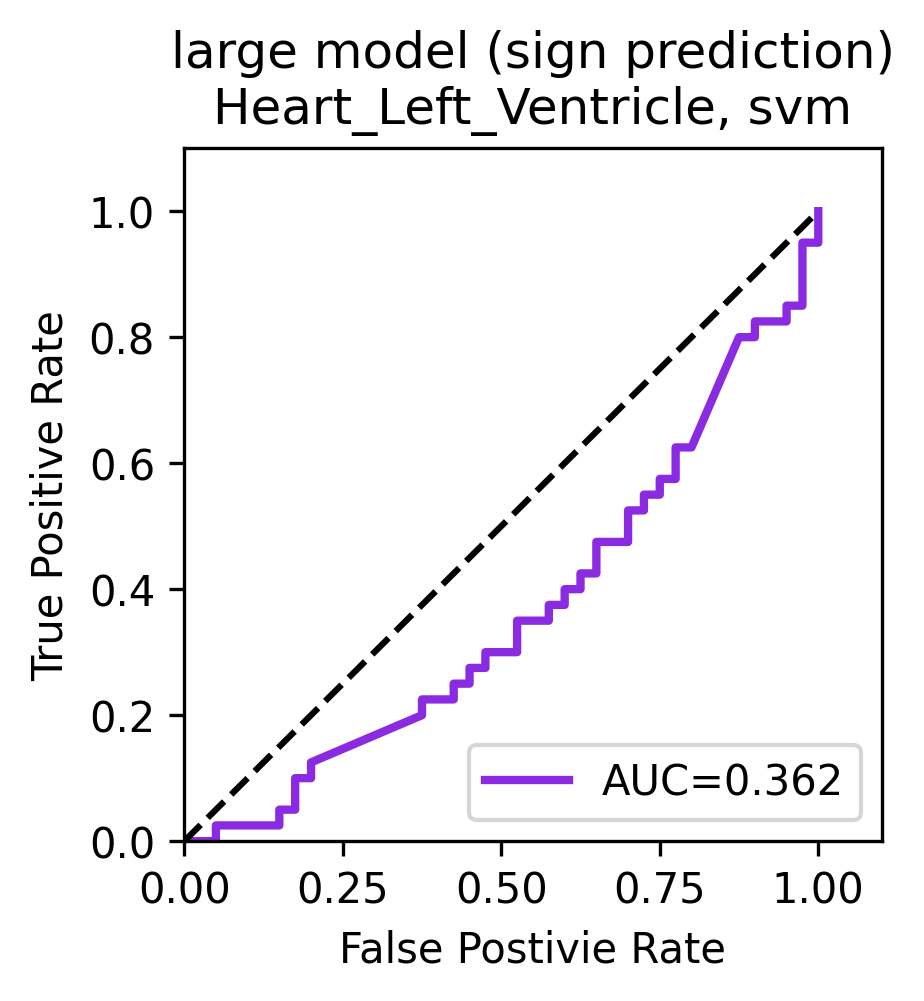 large model (sign prediction)
Heart_Left_Ventricle, svm
True Positive Rate
1.0
0.8
0.6
0.4
0.2
0.0
AUC=0.362
0.00 0.25 0.50 0.75 1.00
False Postivie Rate